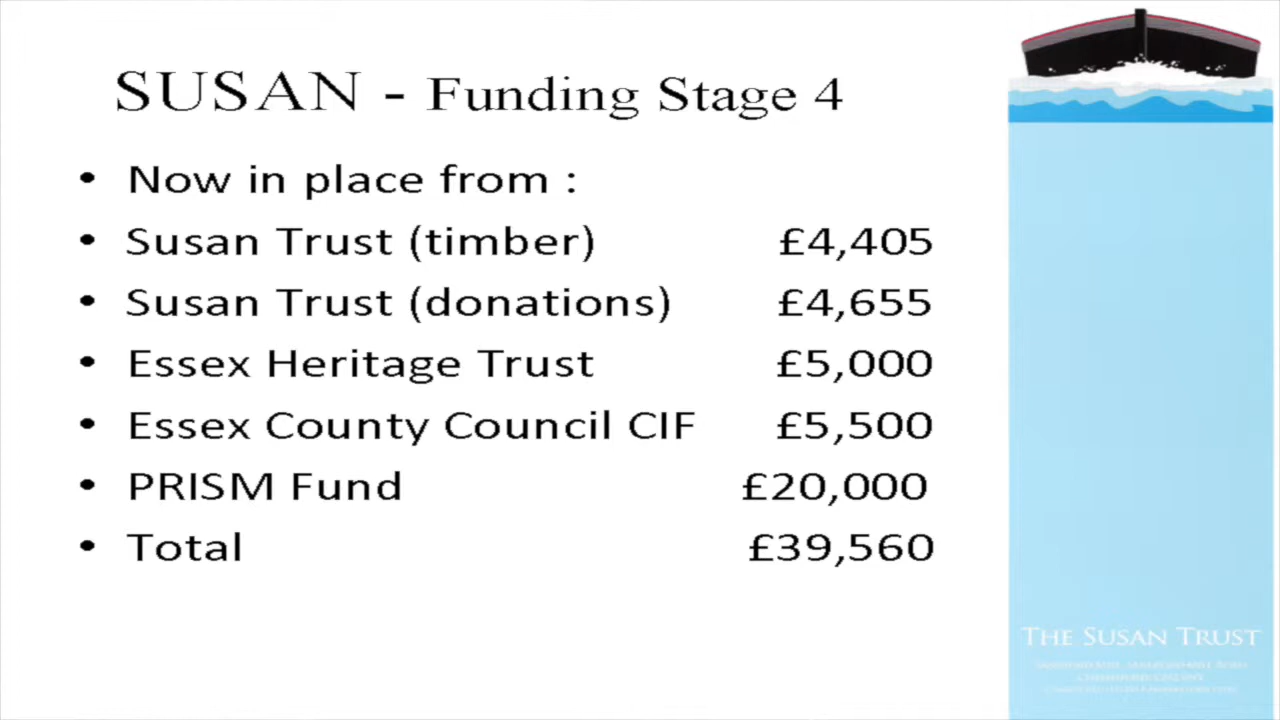 SUSAN - Funding Stage 4
• Now in place from :
• Susan Trust (timber) £4,405
• Susan Trust (donations) £4,655
• Essex Heritage Trust £5,000
• Essex County Council CIF £5,500
• PRISM Fund £20,000
• Total £39,560
THE SUSAN TRUST